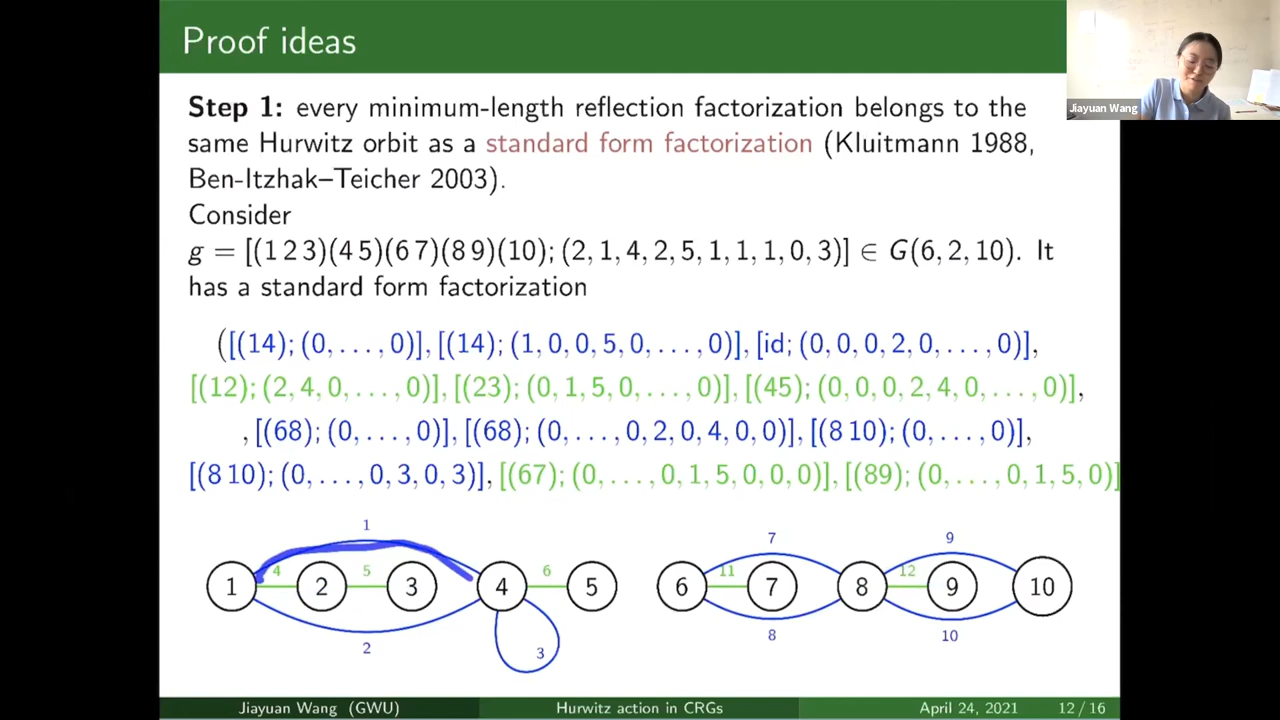 Proof ideas
Jiayuan Wang
Step 1: every minimum-length reflection factorization belongs to the
same Hurwitz orbit as a standard form factorization (Kluitmann 1988,
Ben-Itzhak–Teicher 2003).
Consider
g = [(1 2 3)(4 5)(6 7)(8 9)(10); (2, 1, 4, 2, 5, 1, 1, 1, 0, 3)] ∈ G(6, 2, 10). It
has a standard form factorization
([(14); (0, . . . , 0)], [(14); (1, 0, 0, 5, 0, . . . , 0)], [id; (0, 0, 0, 2, 0, . . . , 0)],
[(12); (2, 4, 0, . . . , 0)], [(23); (0, 1, 5, 0, . . . , 0)], [(45); (0, 0, 0, 2, 4, 0, . . . , 0)],
, [(68); (0, . . . , 0)], [(68); (0, . . . , 0, 2, 0, 4, 0, 0)], [(8 10); (0, . . . , 0)],
[(8 10); (0, . . . , 0, 3, 0, 3)], [(67); (0, . . . , 0, 1, 5, 0, 0, 0)], [(89); (0, . . . , 0, 1, 5, 0)]
1 7 9
4 5 6 11 12
1 2 3 4 5 6 7 8 9 10
2 3 8 10
Jiayuan Wang (GWU) Hurwitz action in CRGs April 24, 2021 12 / 16